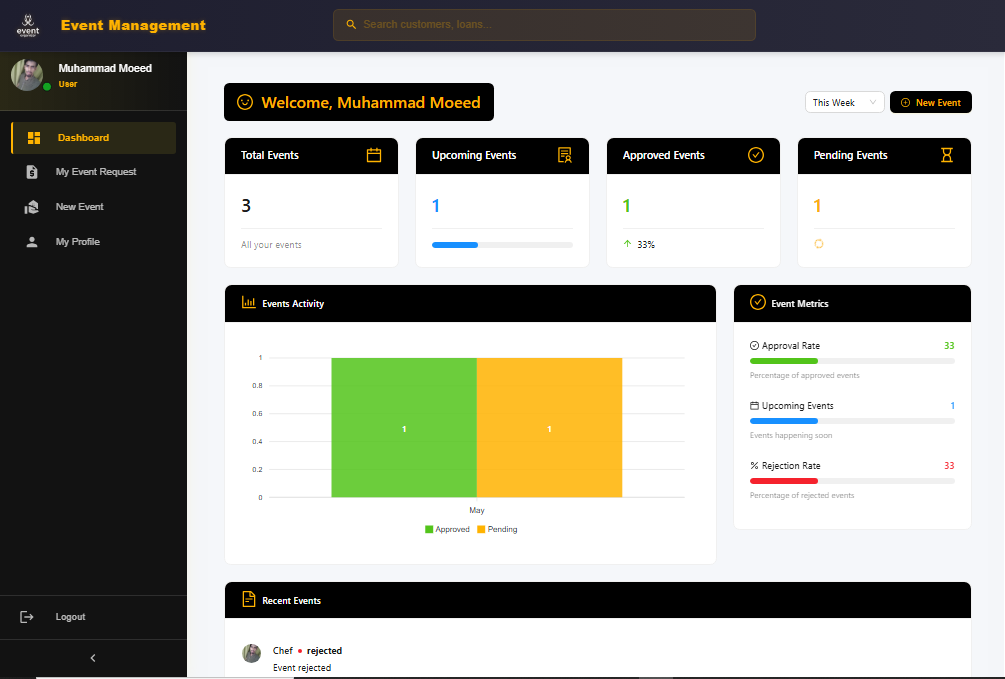 event
Event Management
Search customers, loans...
Muhammad Moeed
User
Dashboard
My Event Request
New Event
My Profile
Logout
Welcome, Muhammad Moeed
This Week
New Event
Total Events
3
All your events
Upcoming Events
1
Approved Events
1
33%
Pending Events
1
Events Activity
1
0.8
0.6
0.4
0.2
0
1
1
May
Approved
Pending
Event Metrics
Approval Rate 33
Percentage of approved events
Upcoming Events 1
Events happening soon
% Rejection Rate 33
Percentage of rejected events
Recent Events
Chef • rejected
Event rejected